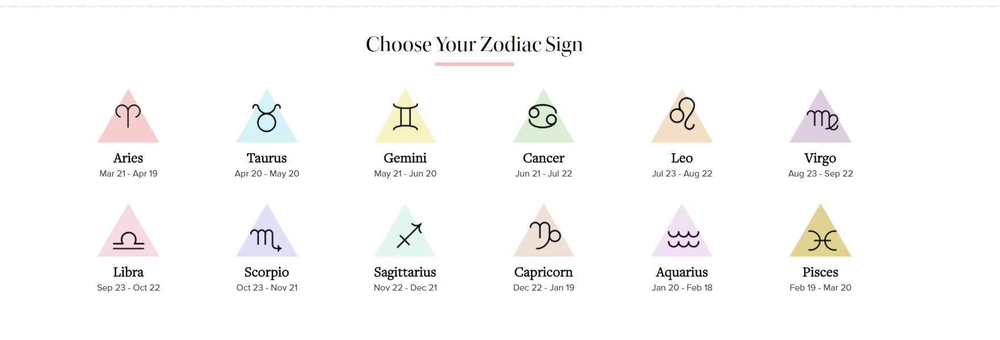 Choose Your Zodiac Sign
Aries
Mar 21 - Apr 19
Taurus
Apr 20 - May 20
Gemini
May 21 - Jun 20
Cancer
Jun 21 - Jul 22
Leo
Jul 23 - Aug 22
Virgo
Aug 23 - Sep 22
Libra
Sep 23 - Oct 22
Scorpio
Oct 23 - Nov 21
Sagittarius
Nov 22 - Dec 21
Capricorn
Dec 22 - Jan 19
Aquarius
Jan 20 - Feb 18
Pisces
Feb 19 - Mar 20